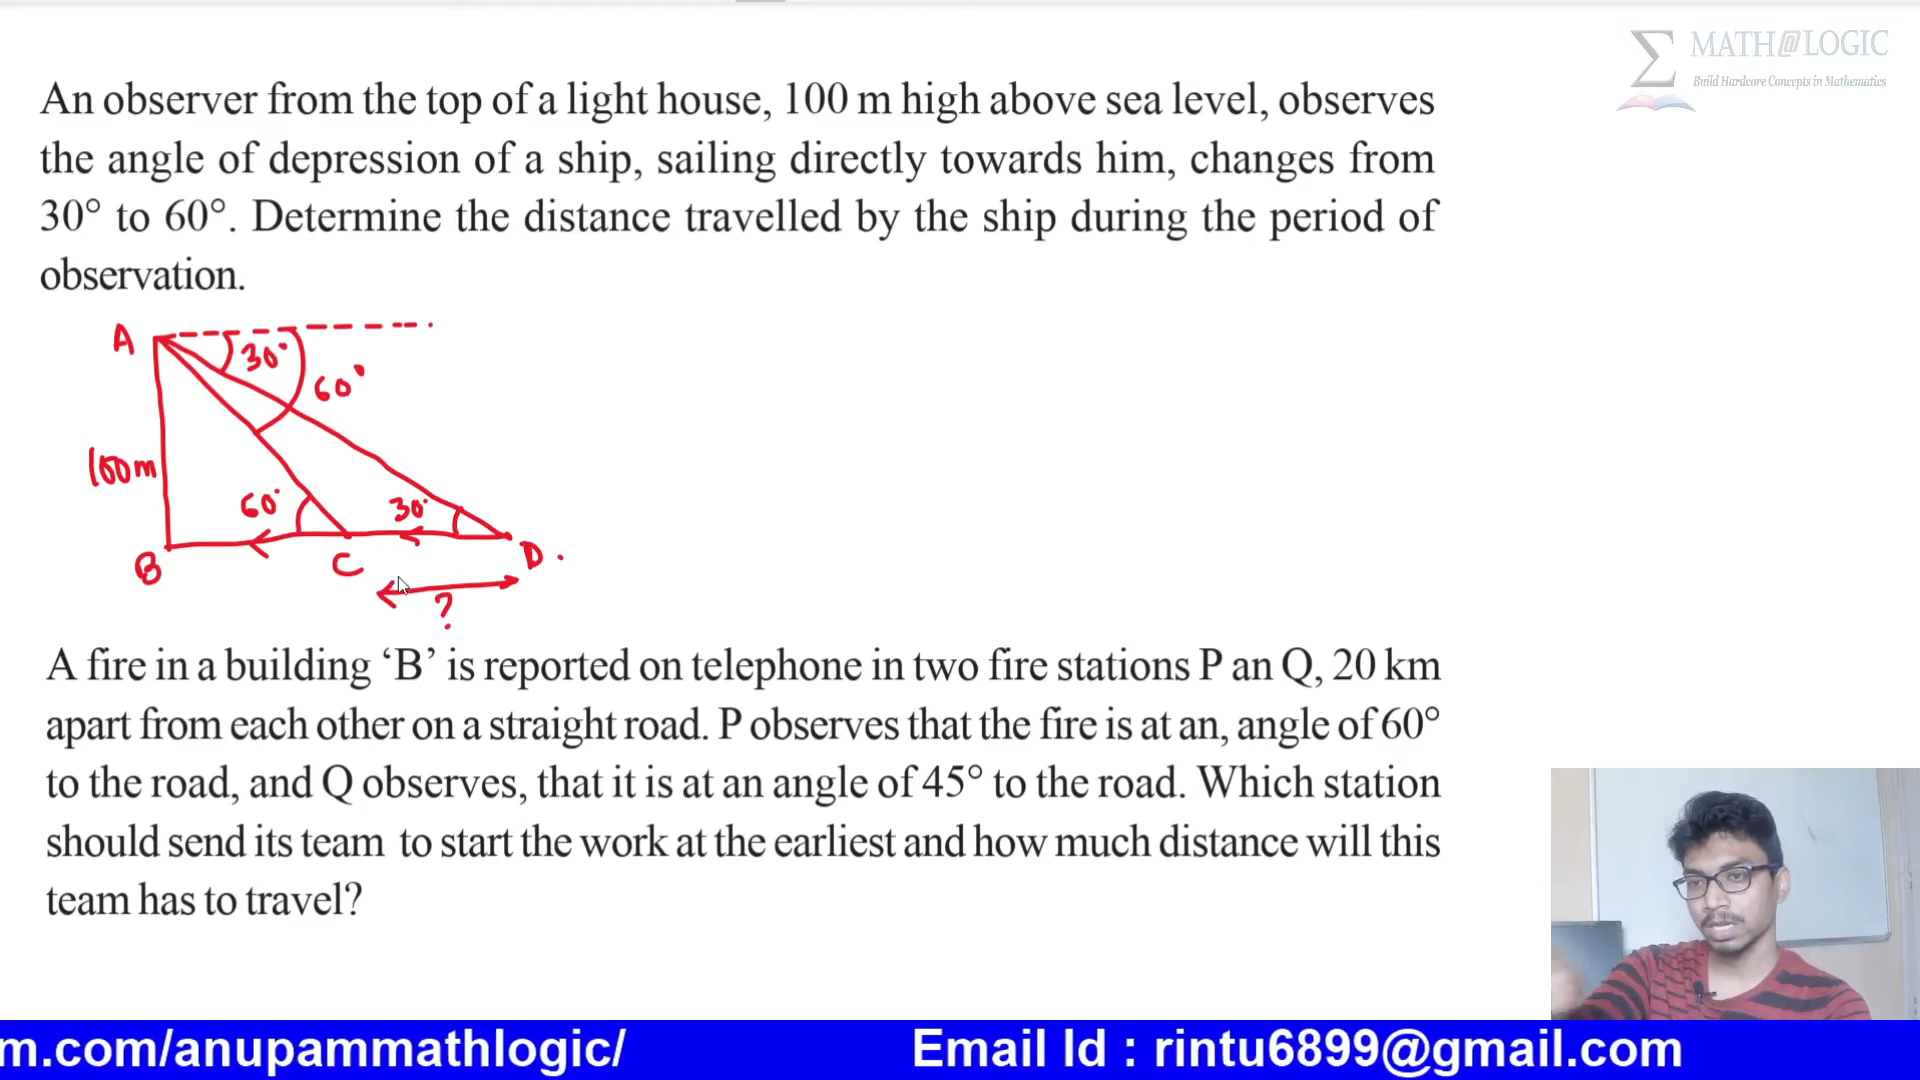 MATH@LOGIC
Build Hardcore Concepts in Mathematics
An observer from the top of a light house, 100 m high above sea level, observes
the angle of depression of a ship, sailing directly towards him, changes from
30° to 60°. Determine the distance travelled by the ship during the period of
observation.
A
30°
60°
100m
60°
30°
B
C
D.
?
A fire in a building ‘B’ is reported on telephone in two fire stations P an Q, 20 km
apart from each other on a straight road. P observes that the fire is at an, angle of 60°
to the road, and Q observes, that it is at an angle of 45° to the road. Which station
should send its team to start the work at the earliest and how much distance will this
team has to travel?
m.com/anupammathlogic/ Email Id : rintu6899@gmail.com